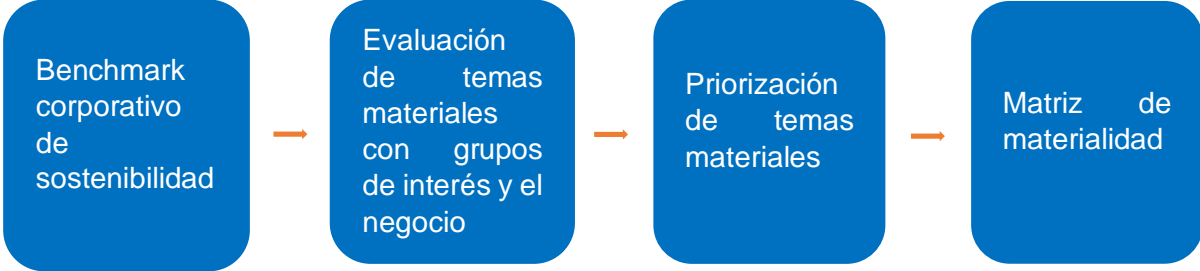 Benchmark
corporativo
de
sostenibilidad
Evaluación
de temas
materiales
con grupos
de interés y el
negocio
Priorización
de temas
materiales
Matriz de
materialidad